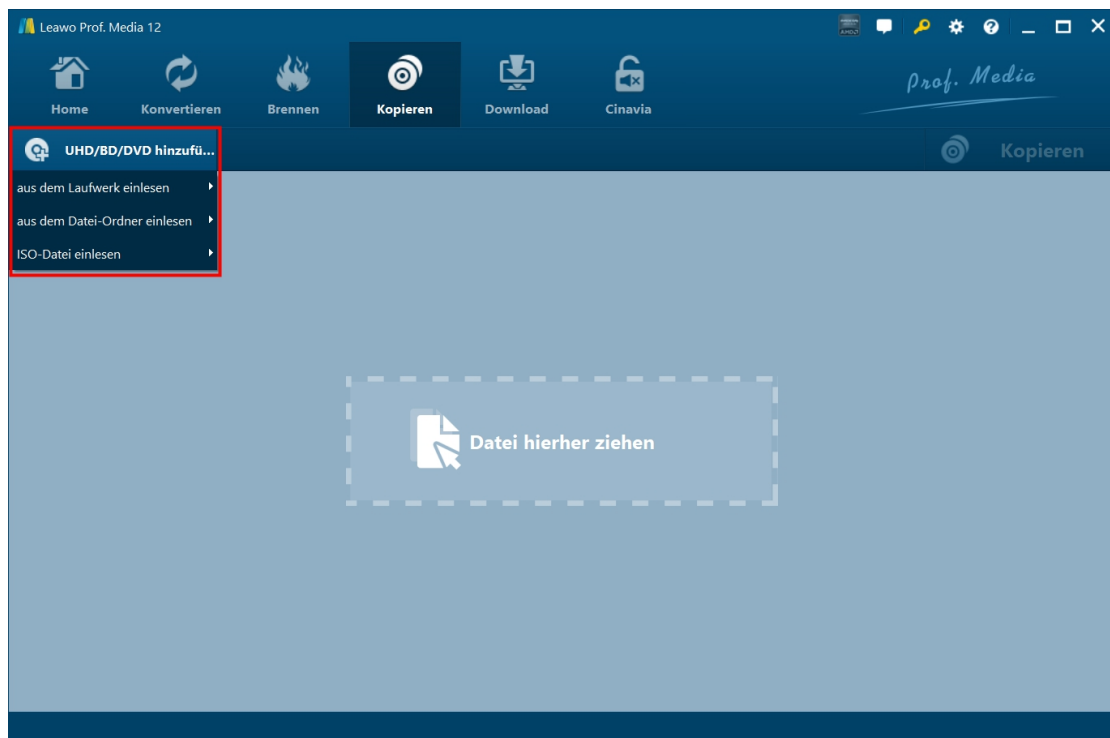 Leawo Prof. Media 12
Home Konvertieren Brennen Kopieren Download Cinavia
Prof. Media
UHD/BD/DVD hinzufü...
Kopieren
aus dem Laufwerk einlesen
aus dem Datei-Ordner einlesen
ISO-Datei einlesen
Datei hierher ziehen